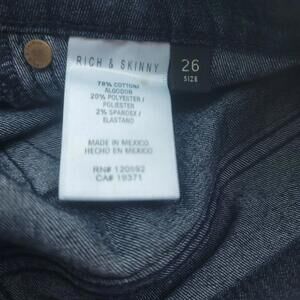 RICH & SKINNY
26
SIZE
78% COTTON/
ALGODON
20% POLYESTER/
POLIESTER
2% SPANDEX/
ELASTANO
MADE IN MEXICO
HECHO EN MEXICO
RN# 120592
CA# 19371